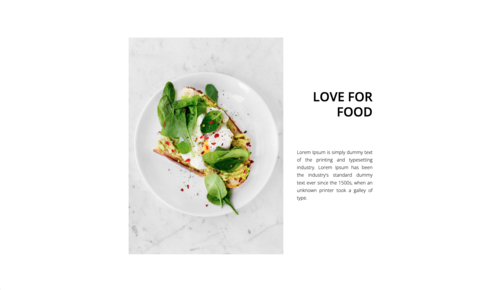 LOVE FOR
FOOD
Lorem Ipsum is simply dummy text
of the printing and typesetting
industry. Lorem Ipsum has been
the industry's standard dummy
text ever since the 1500s, when an
unknown printer took a galley of
type.